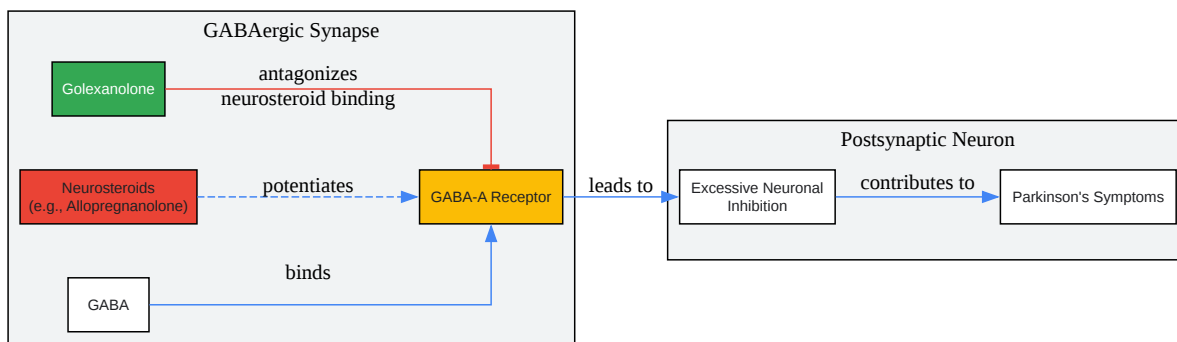 GABAergic Synapse
Golexanolone
antagonizes
neurosteroid binding
Neurosteroids
(e.g., Allopregnanolone)
potentiates
GABA-A Receptor
binds
GABA
leads to
Postsynaptic Neuron
Excessive Neuronal
Inhibition
contributes to
Parkinson's Symptoms